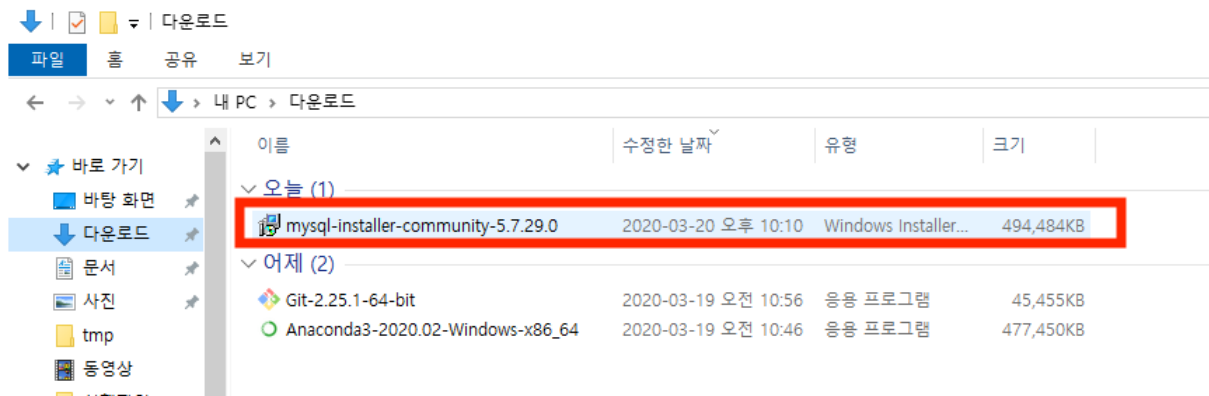 다운로드
파일 홈 공유 보기
내 PC > 다운로드
이름 수정한 날짜 유형 크기
바로 가기
오늘 (1)
바탕 화면
mysql-installer-community-5.7.29.0 2020-03-20 오후 10:10 Windows Installer... 494,484KB
다운로드
어제 (2)
문서
Git-2.25.1-64-bit 2020-03-19 오전 10:56 응용 프로그램 45,455KB
사진
Anaconda3-2020.02-Windows-x86_64 2020-03-19 오전 10:46 응용 프로그램 477,450KB
tmp
동영상